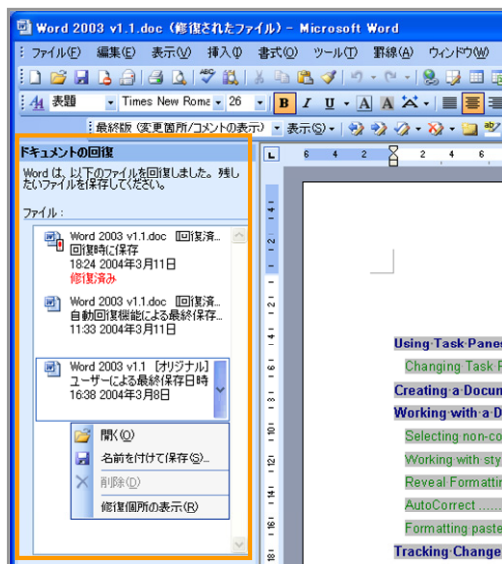 Word 2003 v1.1.doc (修復されたファイル) - Microsoft Word
ファイル(F) 編集(E) 表示(V) 挿入(I) 書式(O) ツール(T) 罫線(A) ウィンドウ(W)
表題 Times New Roma 26 B I U A A
最終版 (変更箇所/コメントの表示) 表示(S)
ドキュメントの回復
Word は、以下のファイルを回復しました。残し
たいファイルを保存してください。
ファイル:
Word 2003 v1.1.doc [回復済...
回復時に保存
18:24 2004年3月11日
修復済み
Word 2003 v1.1.doc [回復済...
自動回復機能による最終保存...
11:33 2004年3月11日
Word 2003 v1.1 [オリジナル]
ユーザーによる最終保存日時
16:38 2004年3月8日
開く(O)
名前を付けて保存(S)...
削除(D)
修復個所の表示(R)
L 6 4 2 2 4 6
Using Task Panes
Changing Task P
Creating a Docum
Working with a D
Selecting non-co
Working with sty
Reveal Formattin
AutoCorrect ......
Formatting paste
Tracking Change